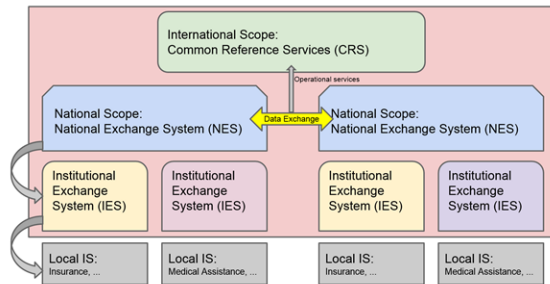 International Scope:
Common Reference Services (CRS)
Operational services
National Scope:
National Exchange System (NES)
Data Exchange
National Scope:
National Exchange System (NES)
Institutional
Exchange
System (IES)
Institutional
Exchange
System (IES)
Institutional
Exchange
System (IES)
Institutional
Exchange
System (IES)
Local IS:
Insurance, ...
Local IS:
Medical Assistance, ...
Local IS:
Insurance, ...
Local IS:
Medical Assistance, ...